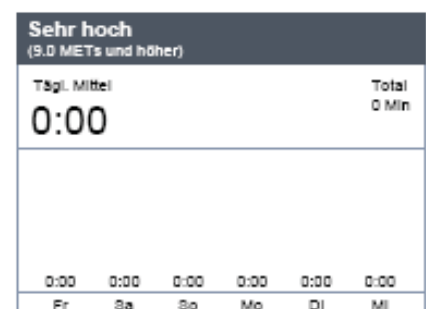 Sehr hoch
(9.0 METs und höher)
Tägl. Mittel
Total
0:00
0 Min
0:00 0:00 0:00 0:00 0:00 0:00
Fr Sa So Mo Di Mi